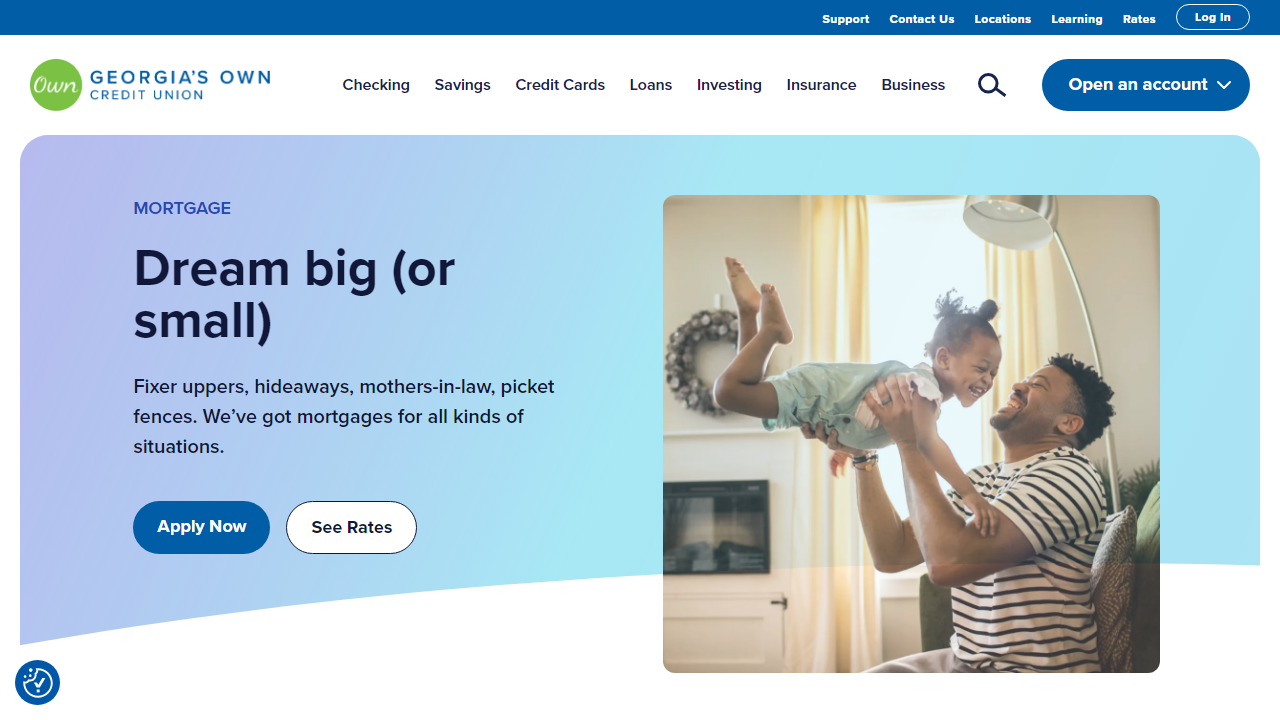 Support Contact Us Locations Learning Rates Log In
Own GEORGIA'S OWN
CREDIT UNION
Checking Savings Credit Cards Loans Investing Insurance Business Open an account
MORTGAGE
Dream big (or
small)
Fixer uppers, hideaways, mothers-in-law, picket
fences. We’ve got mortgages for all kinds of
situations.
Apply Now See Rates